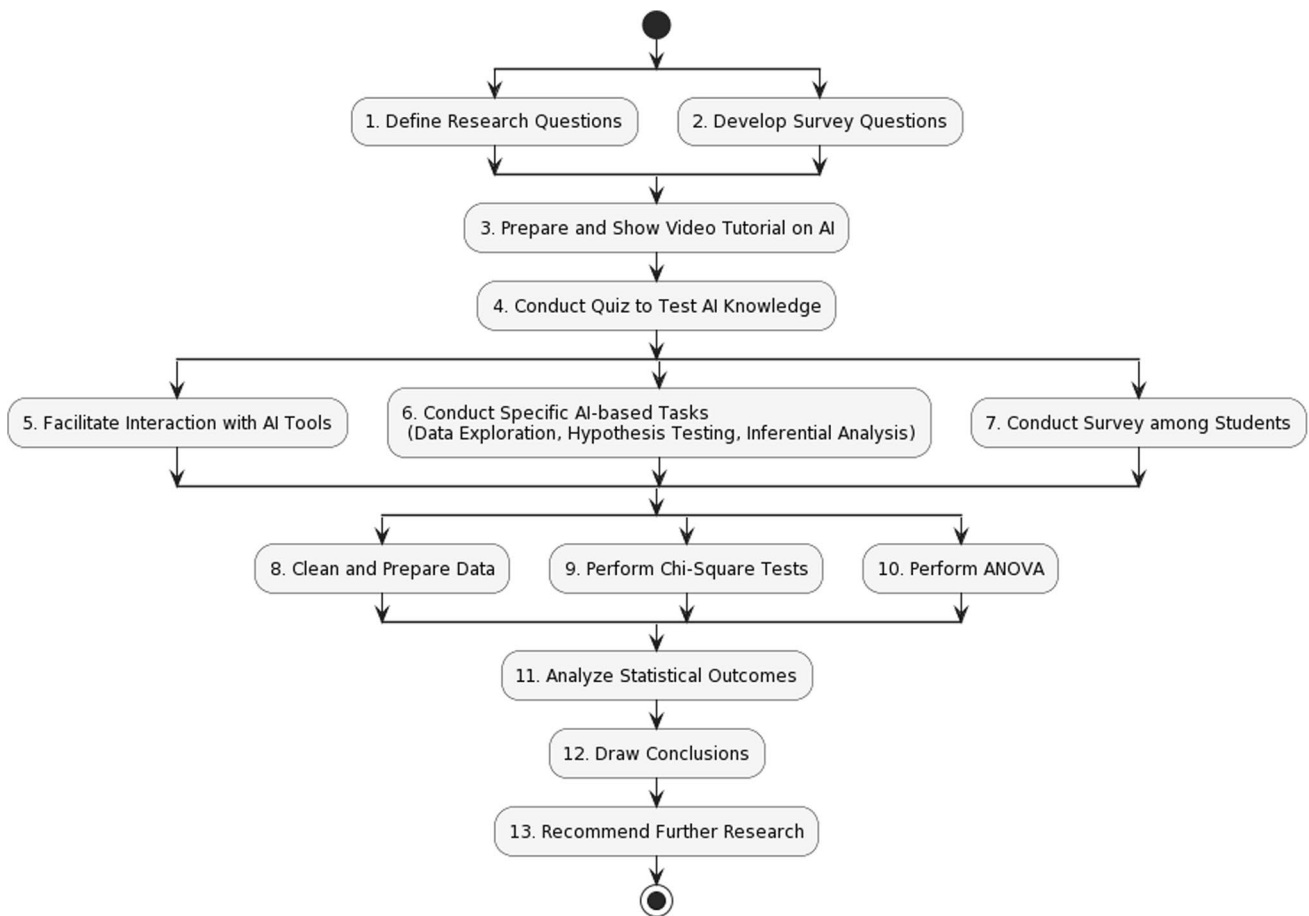 1. Define Research Questions
2. Develop Survey Questions
3. Prepare and Show Video Tutorial on AI
4. Conduct Quiz to Test AI Knowledge
5. Facilitate Interaction with AI Tools
6. Conduct Specific AI-based Tasks
(Data Exploration, Hypothesis Testing, Inferential Analysis)
7. Conduct Survey among Students
8. Clean and Prepare Data
9. Perform Chi-Square Tests
10. Perform ANOVA
11. Analyze Statistical Outcomes
12. Draw Conclusions
13. Recommend Further Research